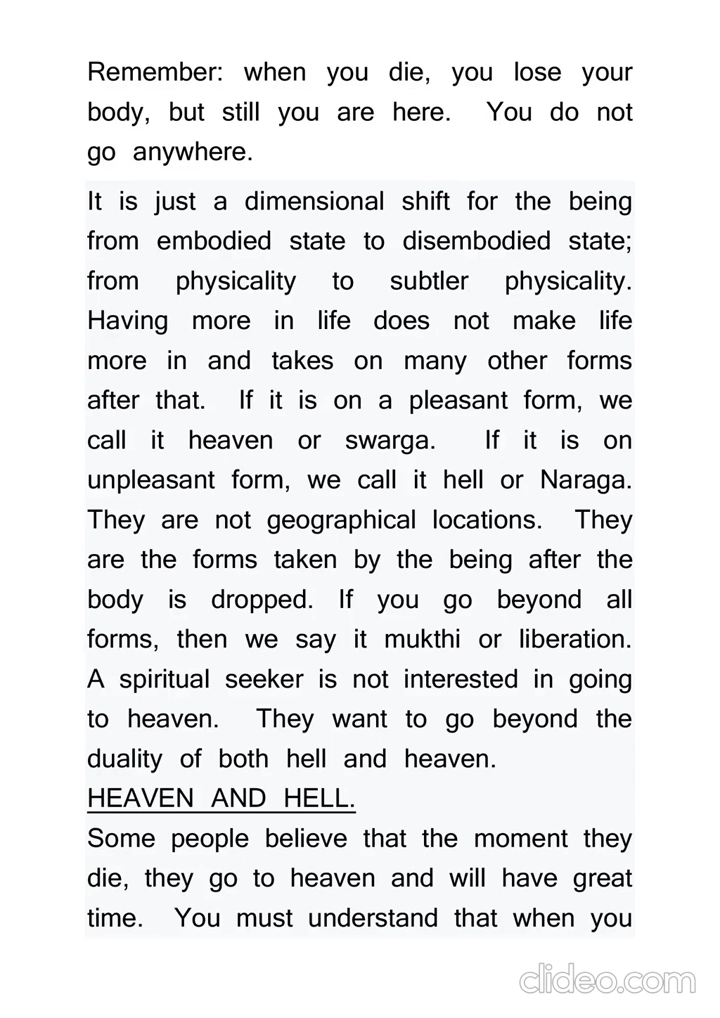 Remember: when you die, you lose your
body, but still you are here. You do not
go anywhere.
It is just a dimensional shift for the being
from embodied state to disembodied state;
from physicality to subtler physicality.
Having more in life does not make life
more in and takes on many other forms
after that. If it is on a pleasant form, we
call it heaven or swarga. If it is on
unpleasant form, we call it hell or Naraga.
They are not geographical locations. They
are the forms taken by the being after the
body is dropped. If you go beyond all
forms, then we say it mukthi or liberation.
A spiritual seeker is not interested in going
to heaven. They want to go beyond the
duality of both hell and heaven.
HEAVEN AND HELL.
Some people believe that the moment they
die, they go to heaven and will have great
time. You must understand that when you
clideo.com